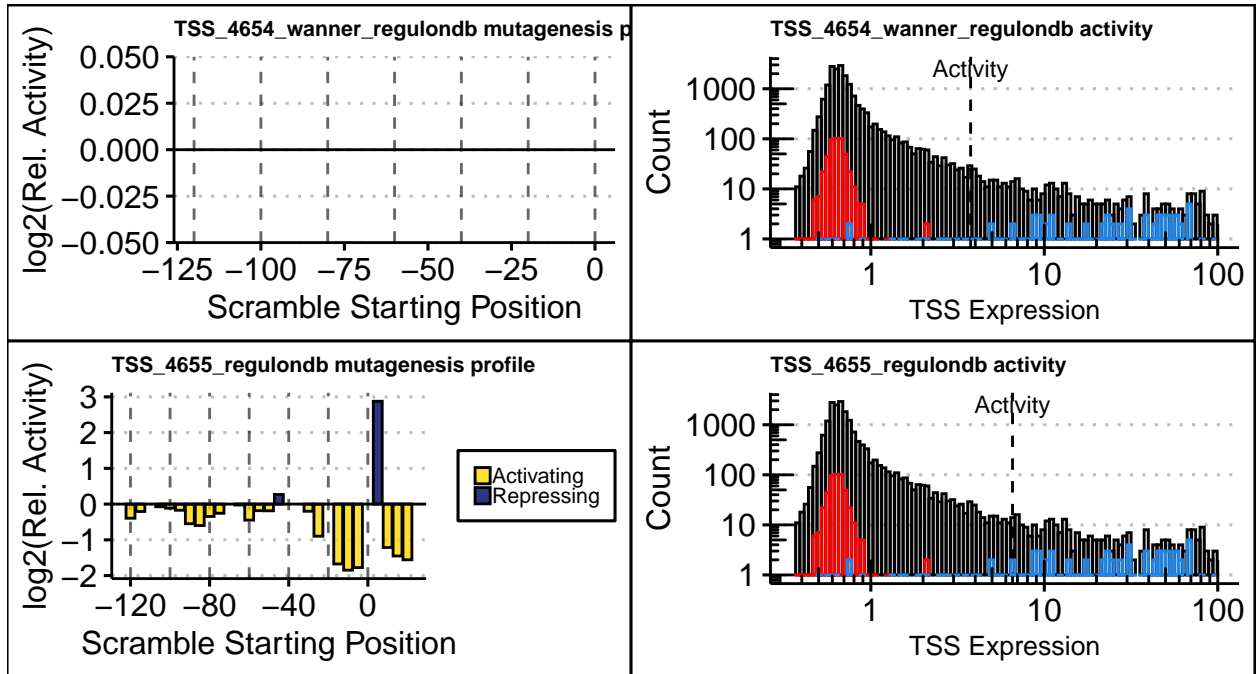 TSS_4654_wanner_regulondb mutagenesis p
log2(Rel. Activity)
0.050
0.025
0.000
−0.025
−0.050
−125 −100 −75 −50 −25 0
Scramble Starting Position
TSS_4654_wanner_regulondb activity
Activity
Count
1000
100
10
1
1 10 100
TSS Expression
TSS_4655_regulondb mutagenesis profile
log2(Rel. Activity)
3
2
1
0
−1
−2
−120 −80 −40 0
Scramble Starting Position
Activating
Repressing
TSS_4655_regulondb activity
Activity
Count
1000
100
10
1
1 10 100
TSS Expression